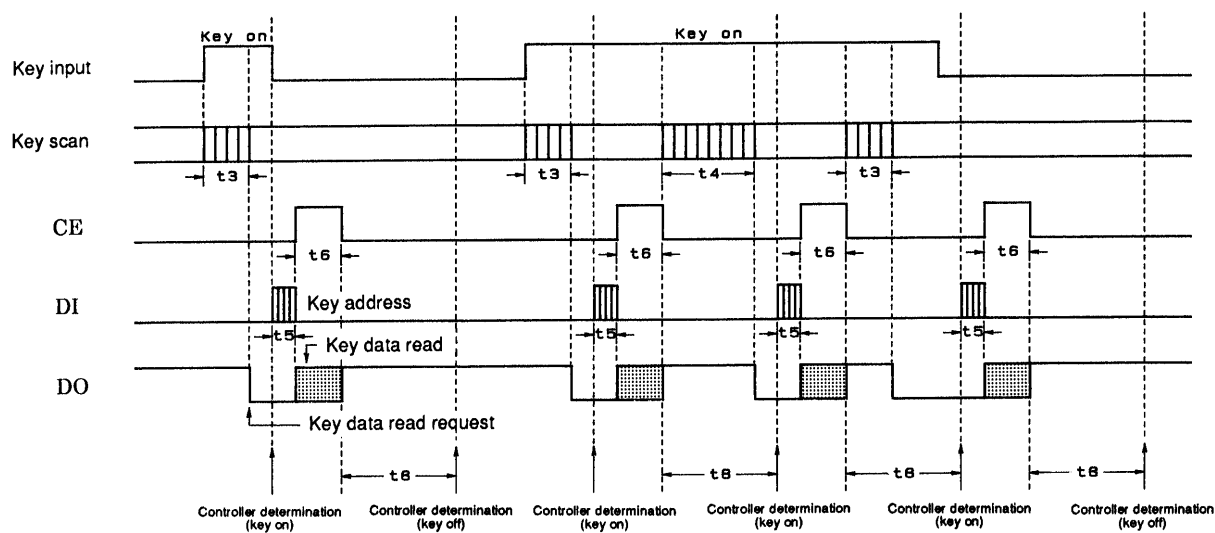 Key on
Key on
Key input
Key scan
t3
t3
t4
t3
CE
t6
t6
t6
t6
DI
Key address
t5
t5
t5
t5
Key data read
DO
Key data read request
t8
t8
t8
t8
Controller determination
(key on)
Controller determination
(key off)
Controller determination
(key on)
Controller determination
(key on)
Controller determination
(key on)
Controller determination
(key off)